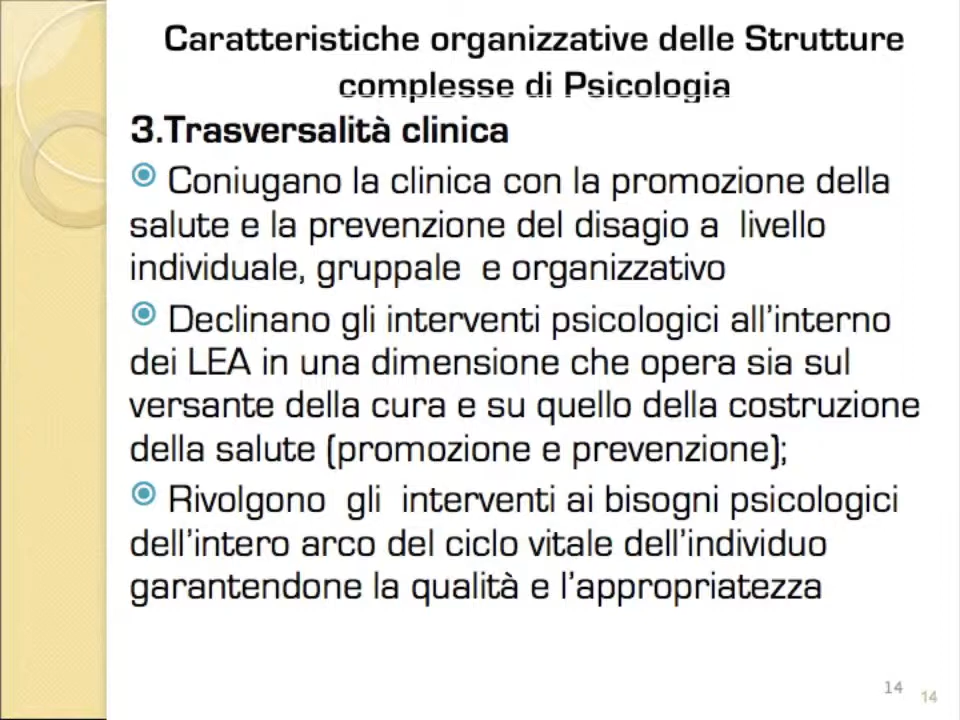 Caratteristiche organizzative delle Strutture
complesse di Psicologia
3.Trasversalità clinica
Coniugano la clinica con la promozione della
salute e la prevenzione del disagio a livello
individuale, gruppale e organizzativo
Declinano gli interventi psicologici all'interno
dei LEA in una dimensione che opera sia sul
versante della cura e su quello della costruzione
della salute (promozione e prevenzione);
Rivolgono gli interventi ai bisogni psicologici
dell'intero arco del ciclo vitale dell'individuo
garantendone la qualità e l'appropriatezza
14
14